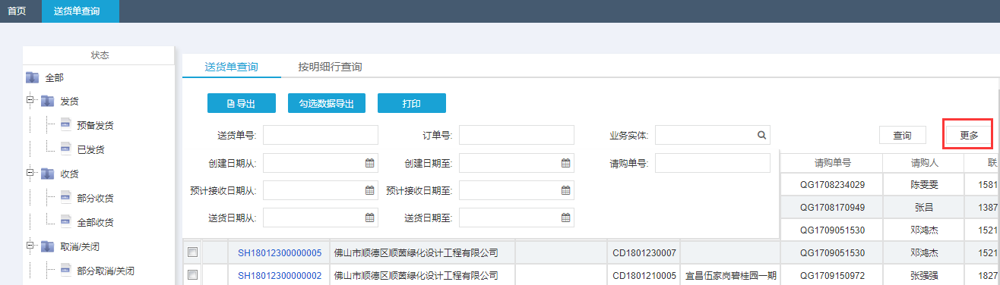 首页 送货单查询
状态
全部
发货
预备发货
已发货
收货
部分收货
全部收货
取消/关闭
部分取消/关闭
送货单查询 按明细行查询
导出 勾选数据导出 打印
送货单号: 订单号: 业务实体: 查询 更多
创建日期从: 创建日期至: 请购单号:
预计接收日期从: 预计接收日期至:
送货日期从: 送货日期至:
请购单号 请购人 联
QG1708234029 陈雯雯 1581
QG1708170949 张吕 1387
QG1709051530 邓鸿杰 1521
SH18012300000005 佛山市顺德区顺茵绿化设计工程有限公司 CD1801230007 QG1709051530 邓鸿杰 1521
SH18012300000002 佛山市顺德区顺茵绿化设计工程有限公司 CD1801210005 宜昌伍家岗碧桂园一期 QG1709150972 张强强 1827